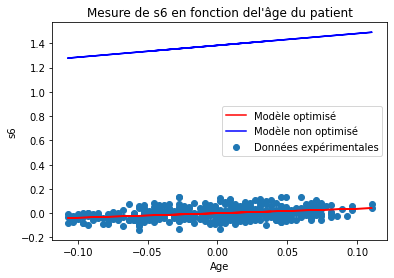 Mesure de s6 en fonction del'âge du patient
1.4
1.2
1.0
0.8
0.6
0.4
0.2
0.0
−0.2
s6
Modèle optimisé
Modèle non optimisé
Données expérimentales
−0.10
−0.05
0.00
0.05
0.10
Age